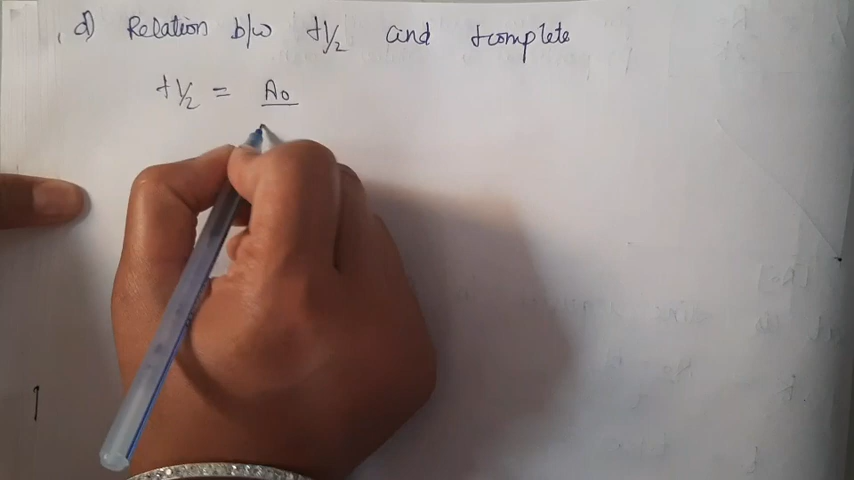 d) Relation b/w t1/2 and tcomplete
t1/2 = A0